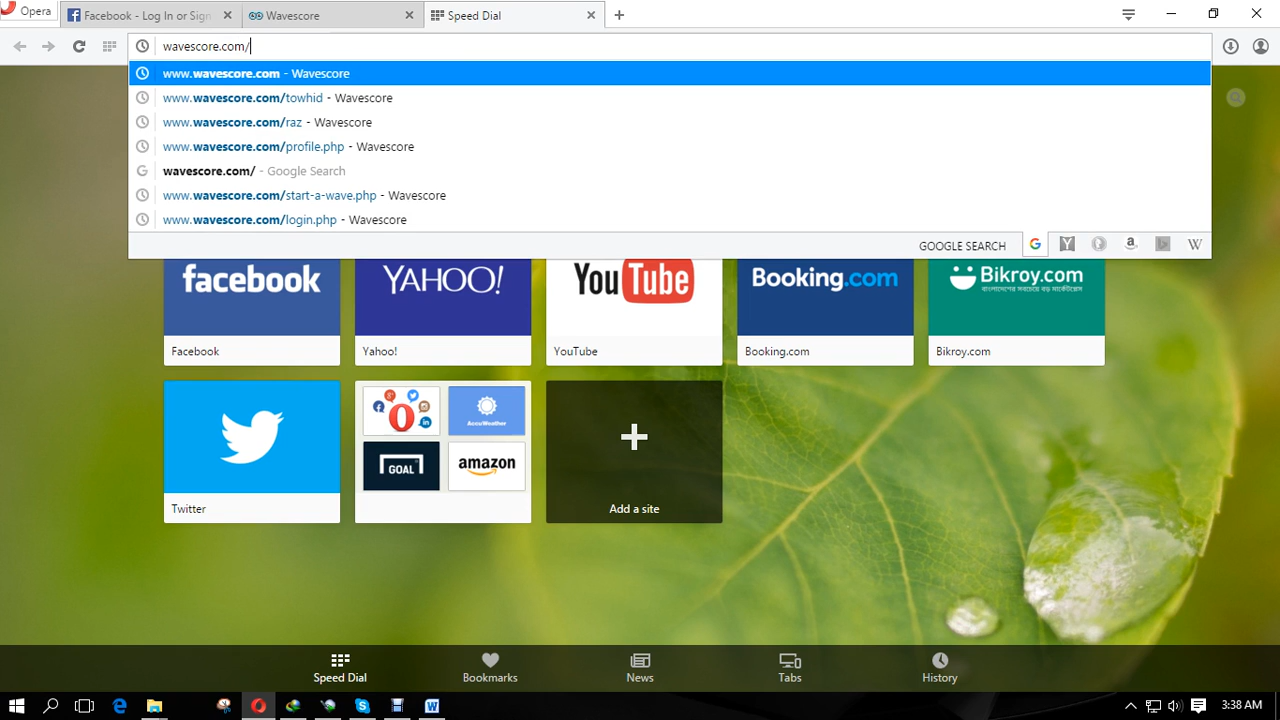 Opera
Facebook - Log In or Sign
Wavescore
Speed Dial
wavescore.com/
www.wavescore.com - Wavescore
www.wavescore.com/towhid - Wavescore
www.wavescore.com/raz - Wavescore
www.wavescore.com/profile.php - Wavescore
wavescore.com/ - Google Search
www.wavescore.com/start-a-wave.php - Wavescore
www.wavescore.com/login.php - Wavescore
GOOGLE SEARCH
facebook
YAHOO!
YouTube
Booking.com
Bikroy.com
বাংলাদেশের সবচেয়ে বড় মার্কেটপ্লেস
Facebook
Yahoo!
YouTube
Booking.com
Bikroy.com
AccuWeather
GOAL
amazon
Add a site
Twitter
Speed Dial
Bookmarks
News
Tabs
History
3:38 AM